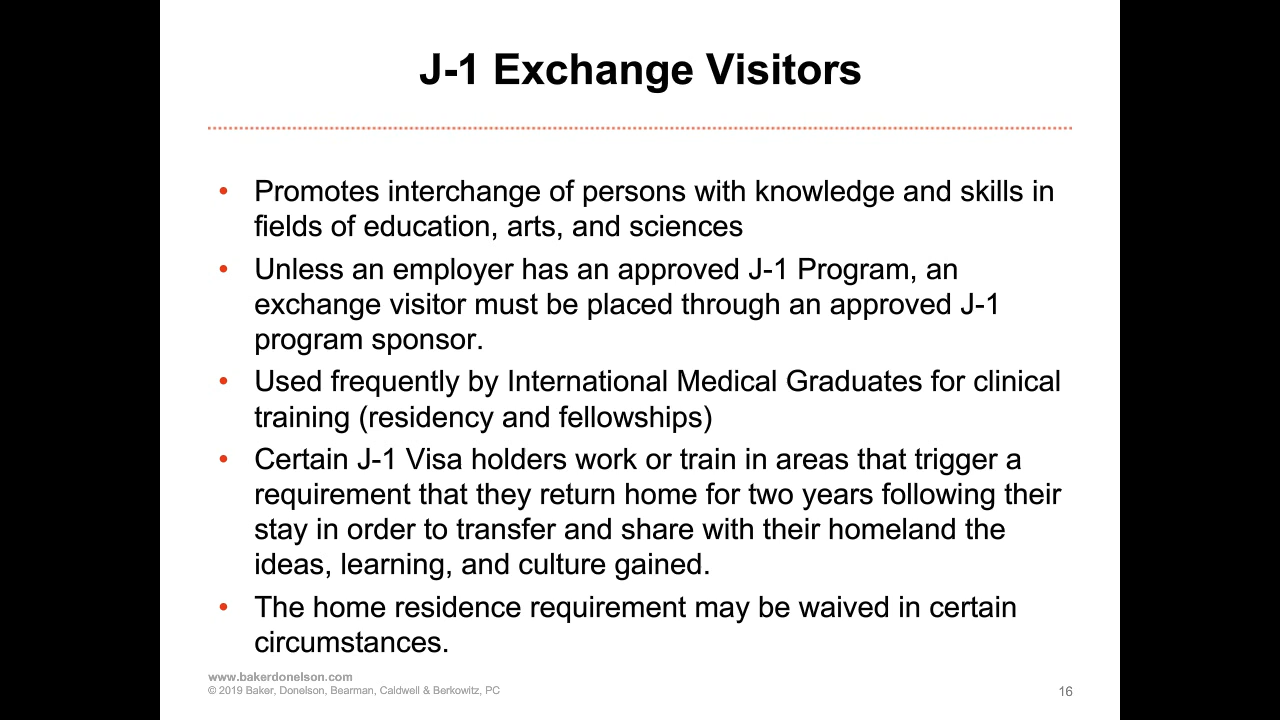 J-1 Exchange Visitors
• Promotes interchange of persons with knowledge and skills in
fields of education, arts, and sciences
• Unless an employer has an approved J-1 Program, an
exchange visitor must be placed through an approved J-1
program sponsor.
• Used frequently by International Medical Graduates for clinical
training (residency and fellowships)
• Certain J-1 Visa holders work or train in areas that trigger a
requirement that they return home for two years following their
stay in order to transfer and share with their homeland the
ideas, learning, and culture gained.
• The home residence requirement may be waived in certain
circumstances.
www.bakerdonelson.com
© 2019 Baker, Donelson, Bearman, Caldwell & Berkowitz, PC
16